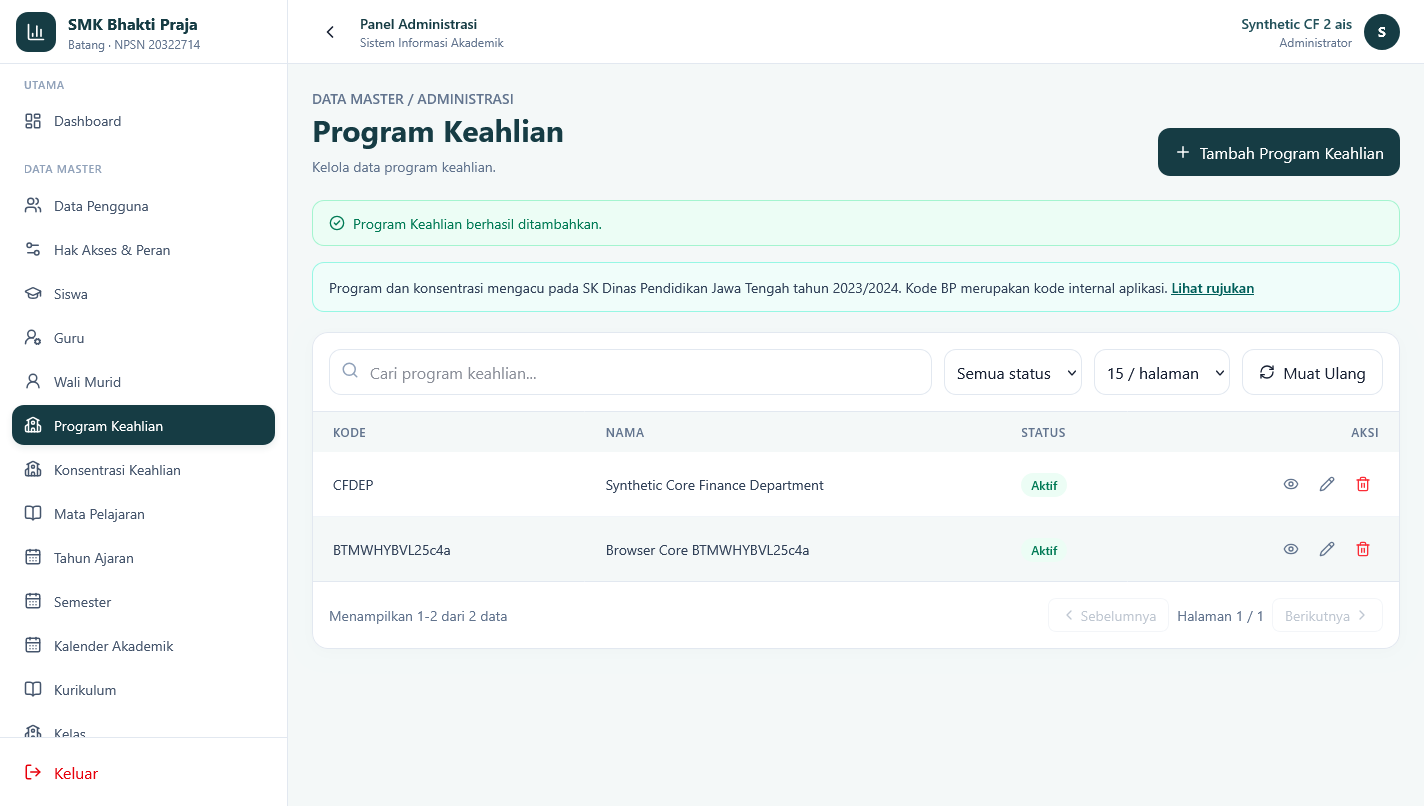 SMK Bhakti Praja
Batang · NPSN 20322714
UTAMA
Dashboard
DATA MASTER
Data Pengguna
Hak Akses & Peran
Siswa
Guru
Wali Murid
Program Keahlian
Konsentrasi Keahlian
Mata Pelajaran
Tahun Ajaran
Semester
Kalender Akademik
Kurikulum
Kelas
Keluar
Panel Administrasi
Sistem Informasi Akademik
Synthetic CF 2 ais
Administrator
S
DATA MASTER / ADMINISTRASI
Program Keahlian
Kelola data program keahlian.
+ Tambah Program Keahlian
Program Keahlian berhasil ditambahkan.
Program dan konsentrasi mengacu pada SK Dinas Pendidikan Jawa Tengah tahun 2023/2024. Kode BP merupakan kode internal aplikasi. Lihat rujukan
Cari program keahlian...
Semua status
15 / halaman
Muat Ulang
KODE NAMA STATUS AKSI
CFDEP Synthetic Core Finance Department Aktif
BTMWHYBVL25c4a Browser Core BTMWHYBVL25c4a Aktif
Menampilkan 1-2 dari 2 data
Sebelumnya
Halaman 1 / 1
Berikutnya